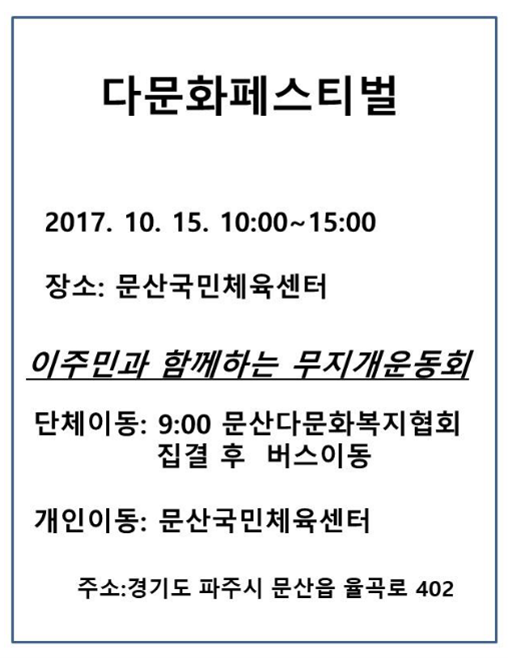 다문화페스티벌
2017. 10. 15. 10:00~15:00
장소: 문산국민체육센터
이주민과 함께하는 무지개운동회
단체이동: 9:00 문산다문화복지협회
집결 후 버스이동
개인이동: 문산국민체육센터
주소:경기도 파주시 문산읍 율곡로 402